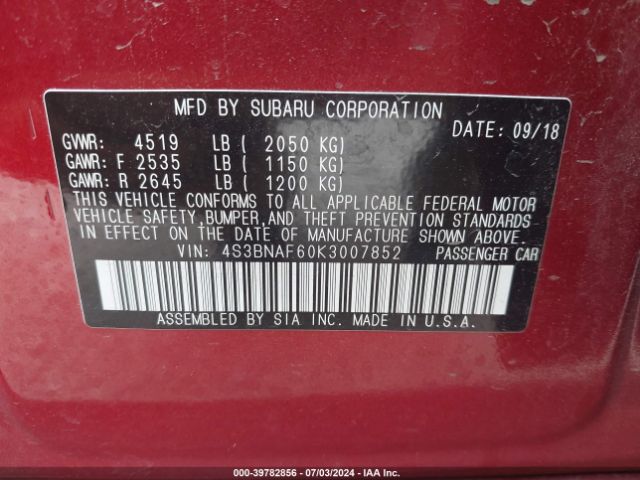 MFD BY SUBARU CORPORATION
DATE: 09/18
GVWR: 4519 LB ( 2050 KG)
GAWR: F 2535 LB ( 1150 KG)
GAWR: R 2645 LB ( 1200 KG)
THIS VEHICLE CONFORMS TO ALL APPLICABLE FEDERAL MOTOR
VEHICLE SAFETY, BUMPER, AND THEFT PREVENTION STANDARDS
IN EFFECT ON THE DATE OF MANUFACTURE SHOWN ABOVE.
VIN: 4S3BNAF60K3007852 PASSENGER CAR
ASSEMBLED BY SIA INC. MADE IN U.S.A.
000-39782856 - 07/03/2024 - IAA Inc.